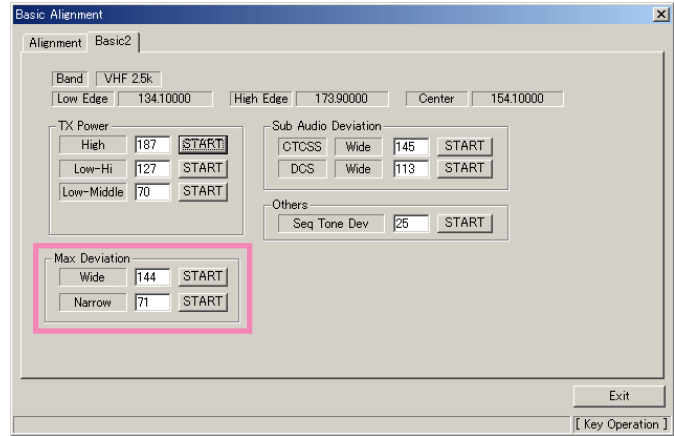 Basic Alignment
Alignment Basic2
Band VHF 2.5k
Low Edge 134.10000 High Edge 173.90000 Center 154.10000
TX Power
High 187 START
Low-Hi 127 START
Low-Middle 70 START
Sub Audio Deviation
CTCSS Wide 145 START
DCS Wide 113 START
Others
Seq Tone Dev 25 START
Max Deviation
Wide 144 START
Narrow 71 START
Exit
[ Key Operation ]